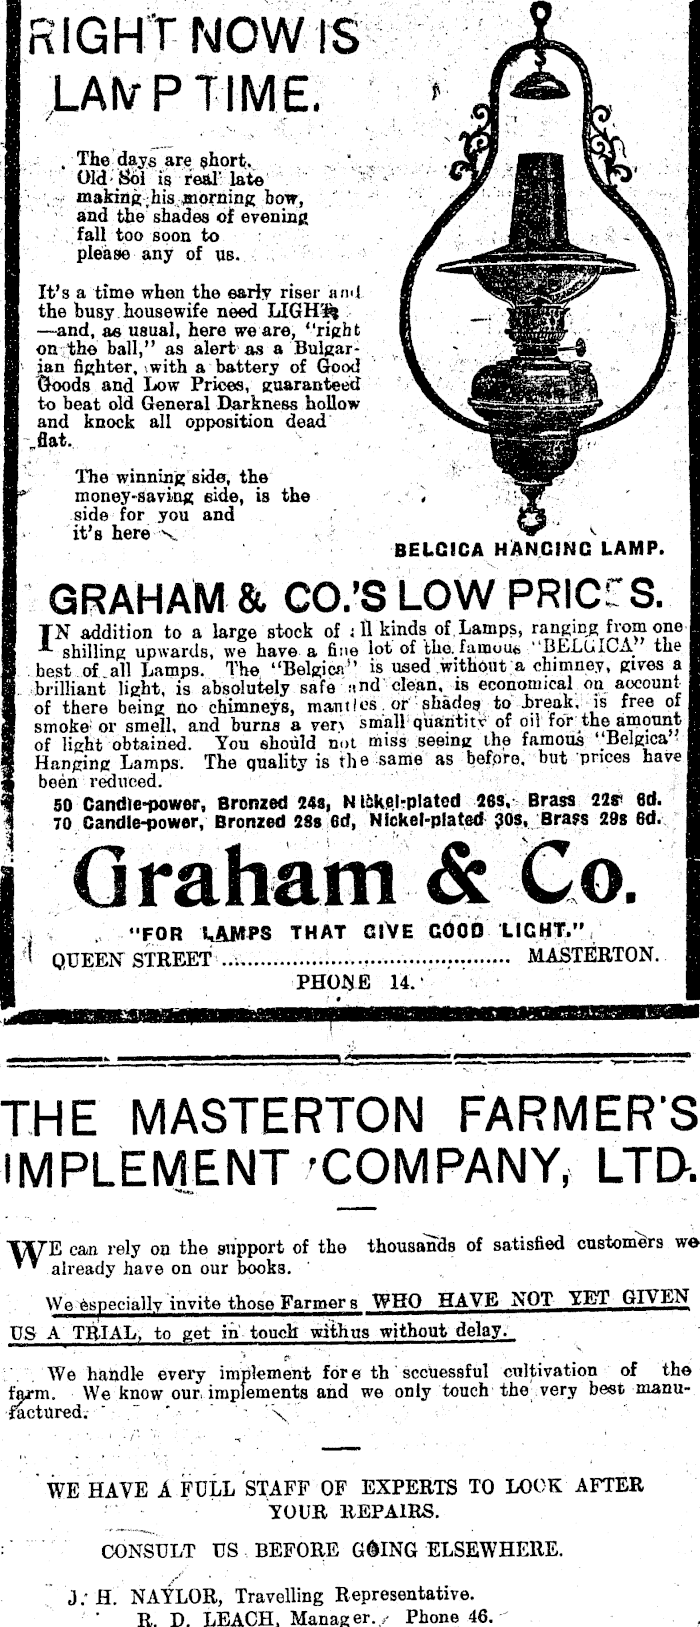 RIGHT NOW IS
LAMP TIME.
The days are short.
Old Sol is real late
making his morning bow,
and the shades of evening
fall too soon to
please any of us.
It's a time when the early riser and
the busy housewife need LIGHT
—and, as usual, here we are, "right
on the ball," as alert as a Bulgar-
ian fighter, with a battery of Good
Goods and Low Prices, guaranteed
to beat old General Darkness hollow
and knock all opposition dead
flat.
The winning side, the
money-saving side, is the
side for you and
it's here
BELGICA HANGING LAMP.
GRAHAM & CO.'S LOW PRICES.
IN addition to a large stock of all kinds of Lamps, ranging from one
shilling upwards, we have a fine lot of the famous "BELGICA" the
best of all Lamps. The "Belgica" is used without a chimney, gives a
brilliant light, is absolutely safe and clean, is economical on account
of there being no chimneys, mantles or shades to break, is free of
smoke or smell, and burns a very small quantity of oil for the amount
of light obtained. You should not miss seeing the famous "Belgica"
Hanging Lamps. The quality is the same as before, but prices have
been reduced.
50 Candle-power, Bronzed 24s, Nickel-plated 26s, Brass 22s 6d.
70 Candle-power, Bronzed 28s 6d, Nickel-plated 30s, Brass 29s 6d.
Graham & Co.
"FOR LAMPS THAT GIVE GOOD LIGHT."
QUEEN STREET ............................................ MASTERTON.
PHONE 14.
THE MASTERTON FARMER'S
IMPLEMENT COMPANY, LTD.
WE can rely on the support of the thousands of satisfied customers we
already have on our books.
We especially invite those Farmers WHO HAVE NOT YET GIVEN
US A TRIAL, to get in touch withus without delay.
We handle every implement fore th sccuessful cultivation of the
farm. We know our implements and we only touch the very best manu-
factured.
WE HAVE A FULL STAFF OF EXPERTS TO LOOK AFTER
YOUR REPAIRS.
CONSULT US BEFORE GOING ELSEWHERE.
J. H. NAYLOR, Travelling Representative.
R. D. LEACH, Manager. Phone 46.